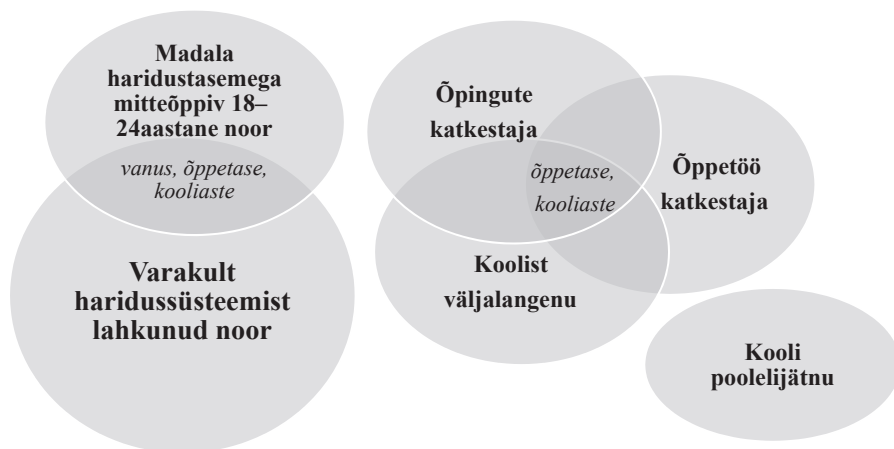 Madala
haridustasemega
mitteõppiv 18–
24aastane noor
vanus, õppetase,
kooliaste
Varakult
haridussüsteemist
lahkunud noor
Õpingute
katkestaja
õppetase,
kooliaste
Õppetöö
katkestaja
Koolist
väljalangenu
Kooli
poolelijätnu